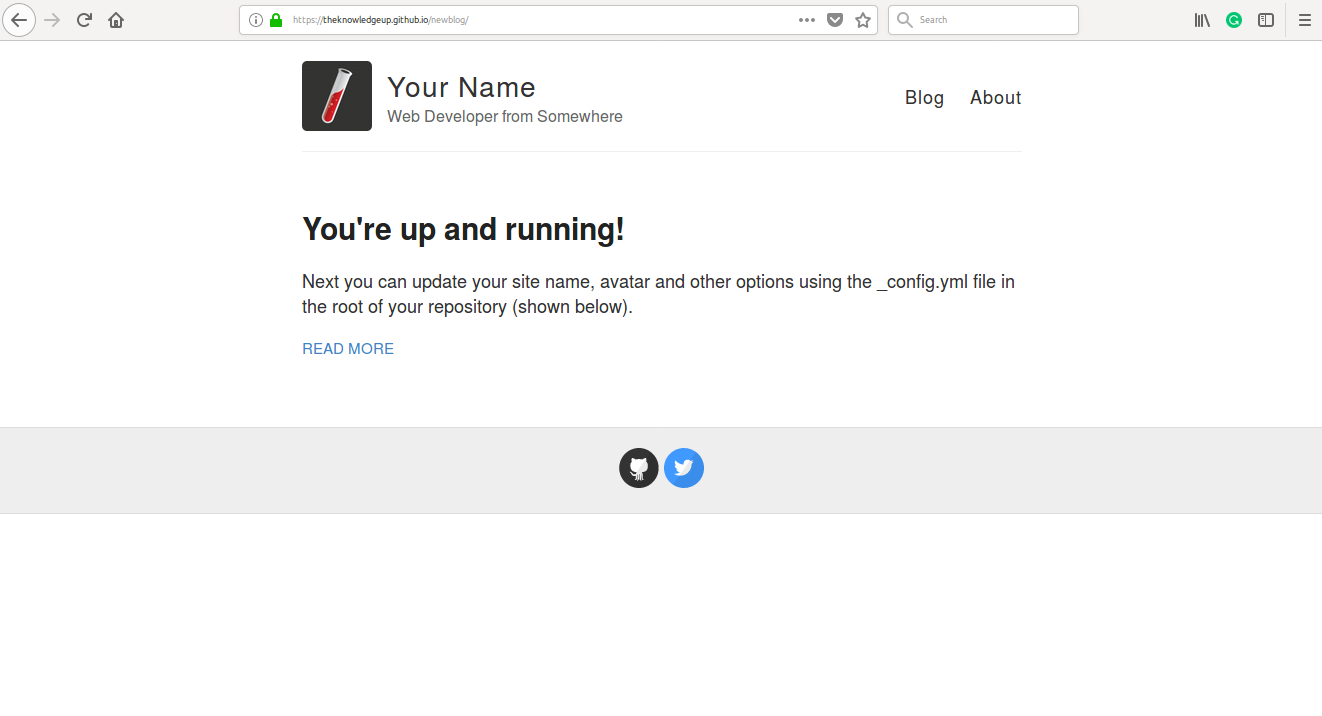 https://theknowledgeup.github.io/newblog/
Search
Your Name
Web Developer from Somewhere
Blog
About
You're up and running!
Next you can update your site name, avatar and other options using the _config.yml file in
the root of your repository (shown below).
READ MORE